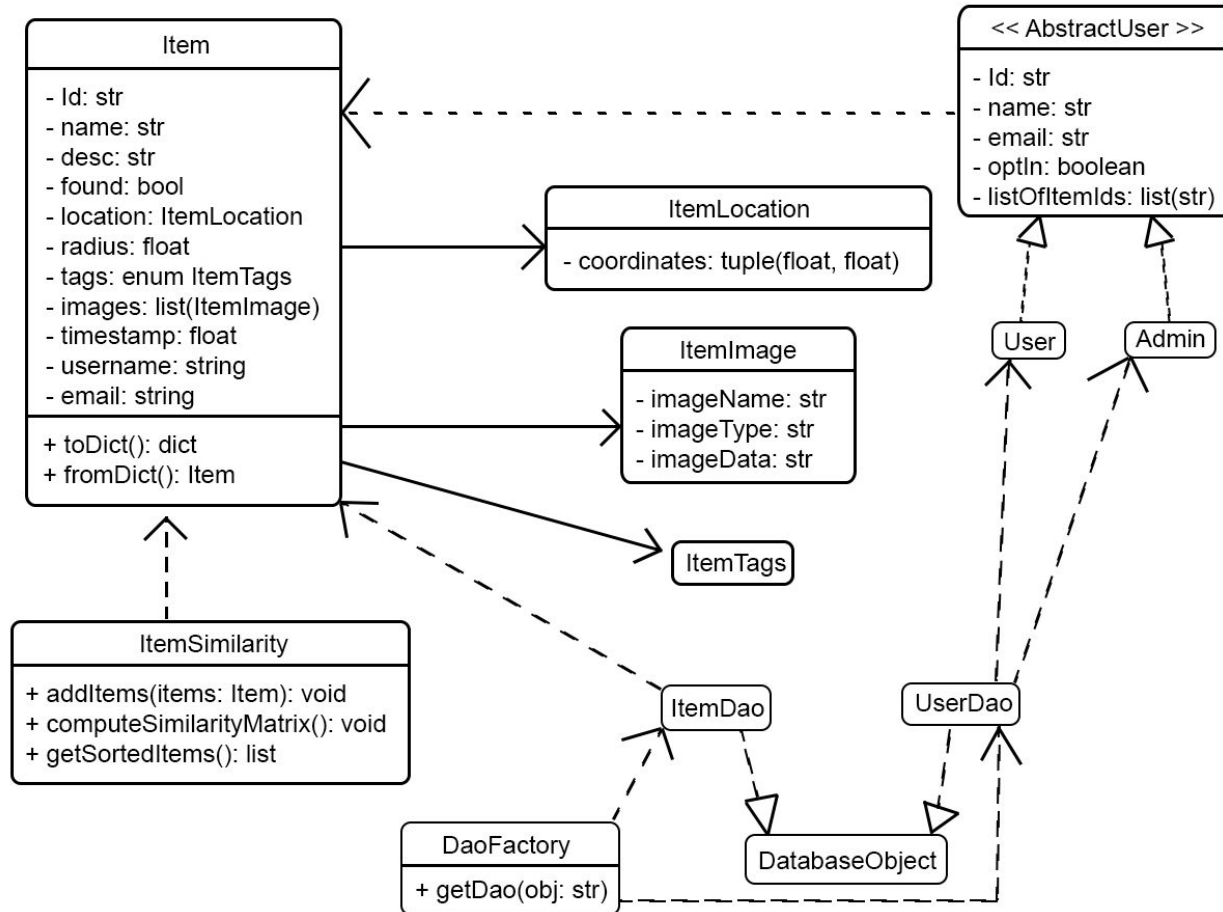 Item
- Id: str
- name: str
- desc: str
- found: bool
- location: ItemLocation
- radius: float
- tags: enum ItemTags
- images: list(ItemImage)
- timestamp: float
- username: string
- email: string
+ toDict(): dict
+ fromDict(): Item
<< AbstractUser >>
- Id: str
- name: str
- email: str
- optIn: boolean
- listOfItemIds: list(str)
ItemLocation
- coordinates: tuple(float, float)
User
Admin
ItemImage
- imageName: str
- imageType: str
- imageData: str
ItemTags
ItemSimilarity
+ addItems(items: Item): void
+ computeSimilarityMatrix(): void
+ getSortedItems(): list
ItemDao
UserDao
DaoFactory
+ getDao(obj: str)
DatabaseObject